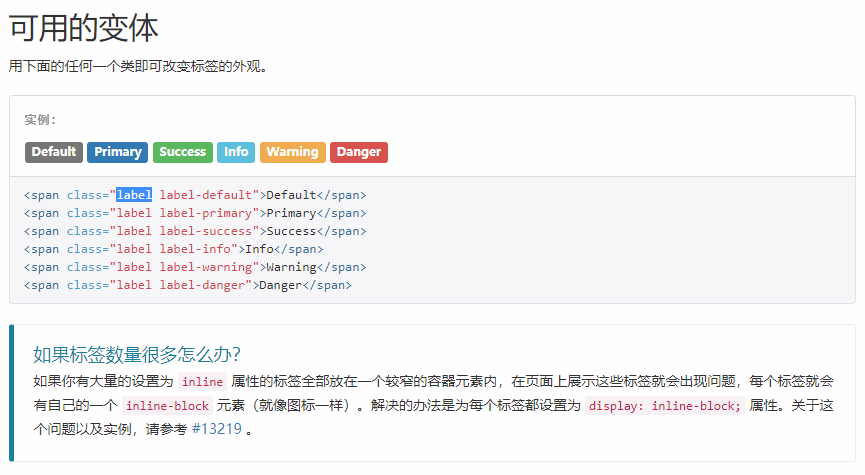 可用的变体
用下面的任何一个类即可改变标签的外观。
实例：
Default Primary Success Info Warning Danger
<span class="label label-default">Default</span>
<span class="label label-primary">Primary</span>
<span class="label label-success">Success</span>
<span class="label label-info">Info</span>
<span class="label label-warning">Warning</span>
<span class="label label-danger">Danger</span>
如果标签数量很多怎么办？
如果你有大量的设置为 inline 属性的标签全部放在一个较窄的容器元素内，在页面上展示这些标签就会出现问题，每个标签就会
有自己的一个 inline-block 元素（就像图标一样）。解决的办法是为每个标签都设置为 display: inline-block; 属性。关于这
个问题以及实例，请参考 #13219 。